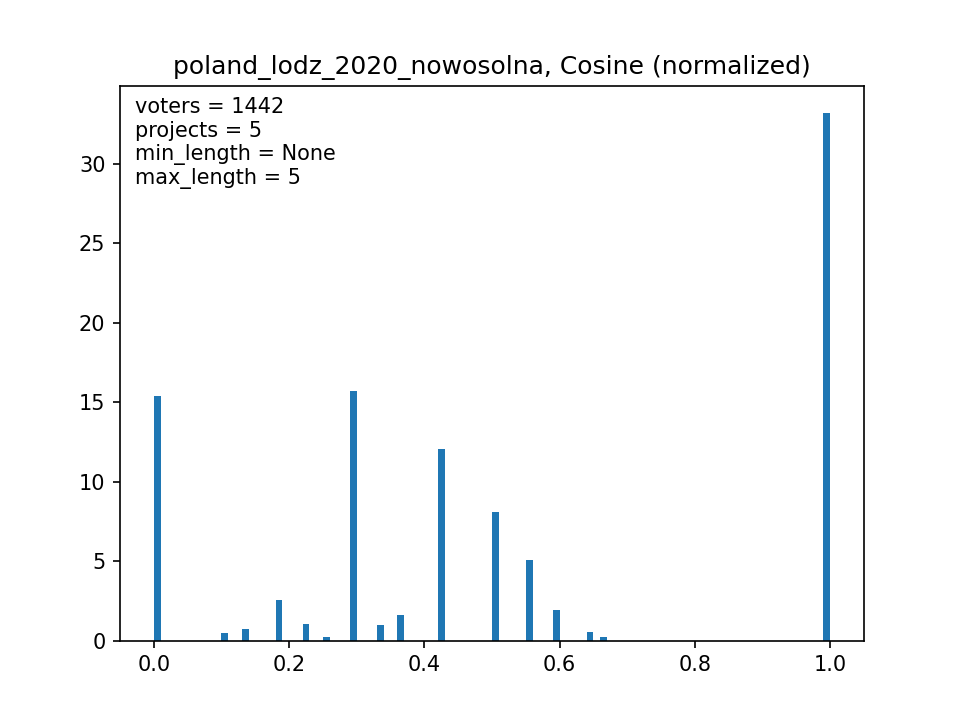 poland_lodz_2020_nowosolna, Cosine (normalized)
voters = 1442
projects = 5
min_length = None
max_length = 5
30
25
20
15
10
5
0
0.0 0.2 0.4 0.6 0.8 1.0